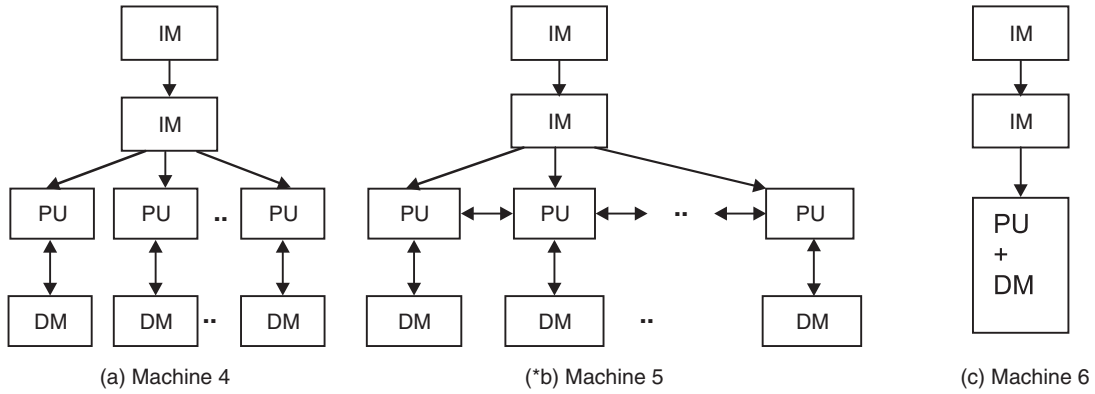 IM IM IM
IM IM IM
PU PU .. PU PU PU .. PU PU
+
DM
DM DM .. DM DM DM .. DM
(a) Machine 4 (*b) Machine 5 (c) Machine 6